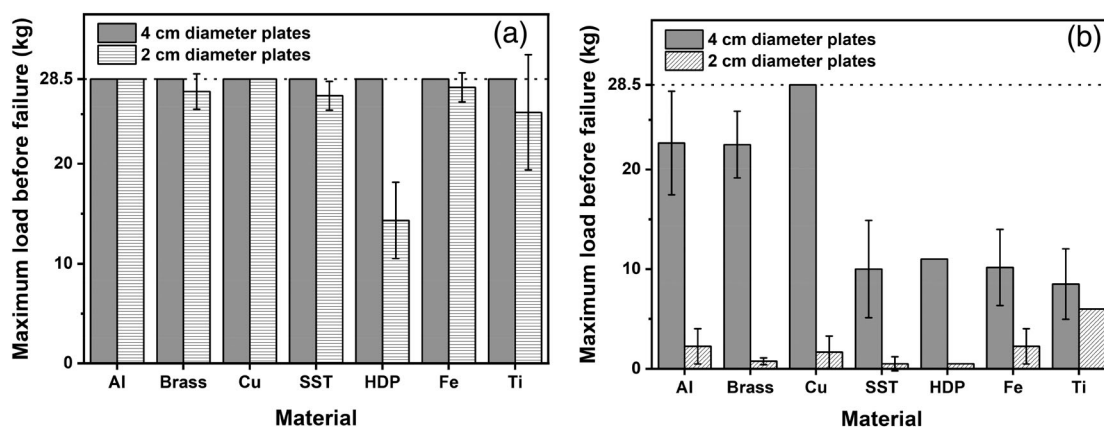 (a)
4 cm diameter plates
2 cm diameter plates
Maximum load before failure (kg)
28.5
20
10
0
Al Brass Cu SST HDP Fe Ti
Material
(b)
4 cm diameter plates
2 cm diameter plates
Maximum load before failure (kg)
28.5
20
10
0
Al Brass Cu SST HDP Fe Ti
Material